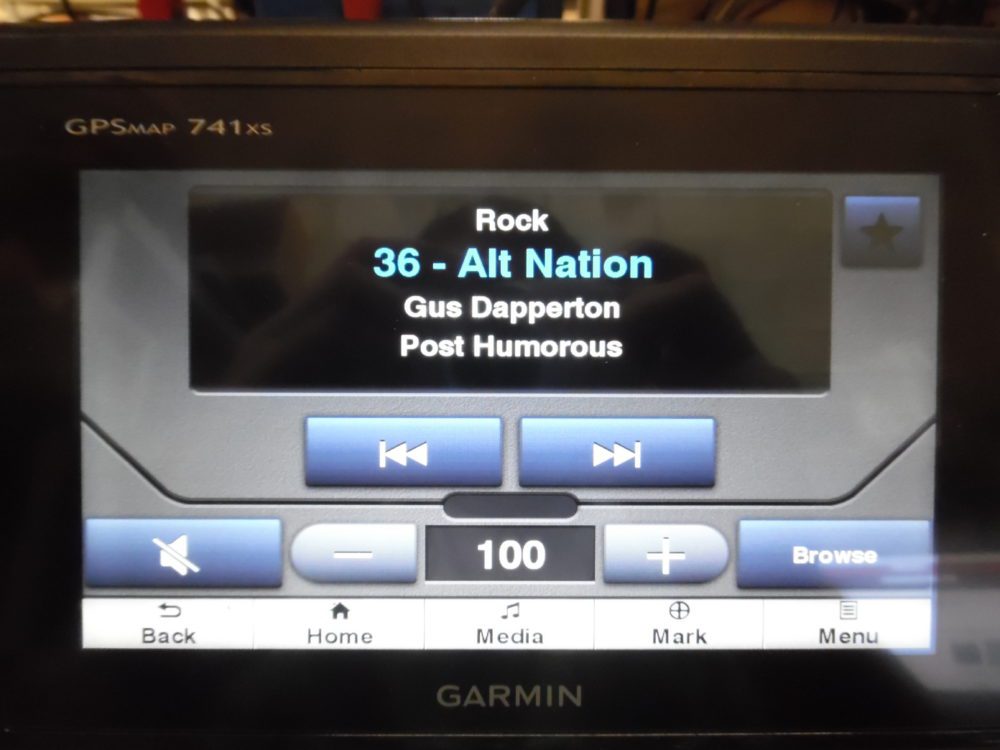 GPSMAP 741XS
Rock
36 - Alt Nation
Gus Dapperton
Post Humorous
100
Browse
Back Home Media Mark Menu
GARMIN